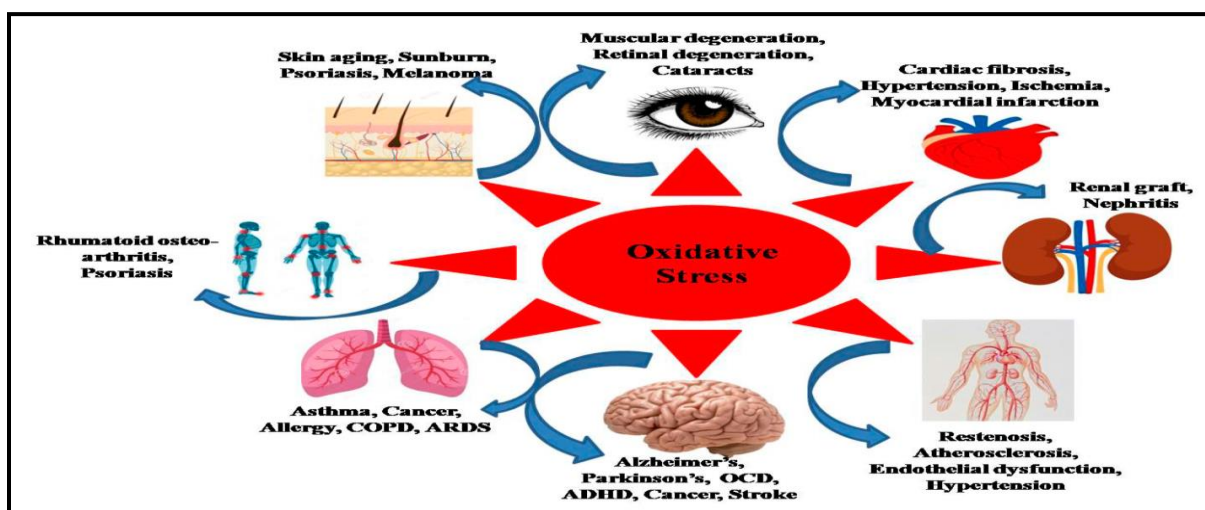 Skin aging, Sunburn,
Psoriasis, Melanoma
Muscular degeneration,
Retinal degeneration,
Cataracts
Cardiac fibrosis,
Hypertension, Ischemia,
Myocardial infarction
Renal graft,
Nephritis
Rhumatoid osteo-
arthritis,
Psoriasis
Oxidative
Stress
Asthma, Cancer,
Allergy, COPD, ARDS
Alzheimer's,
Parkinson's, OCD,
ADHD, Cancer, Stroke
Restenosis,
Atherosclerosis,
Endothelial dysfunction,
Hypertension